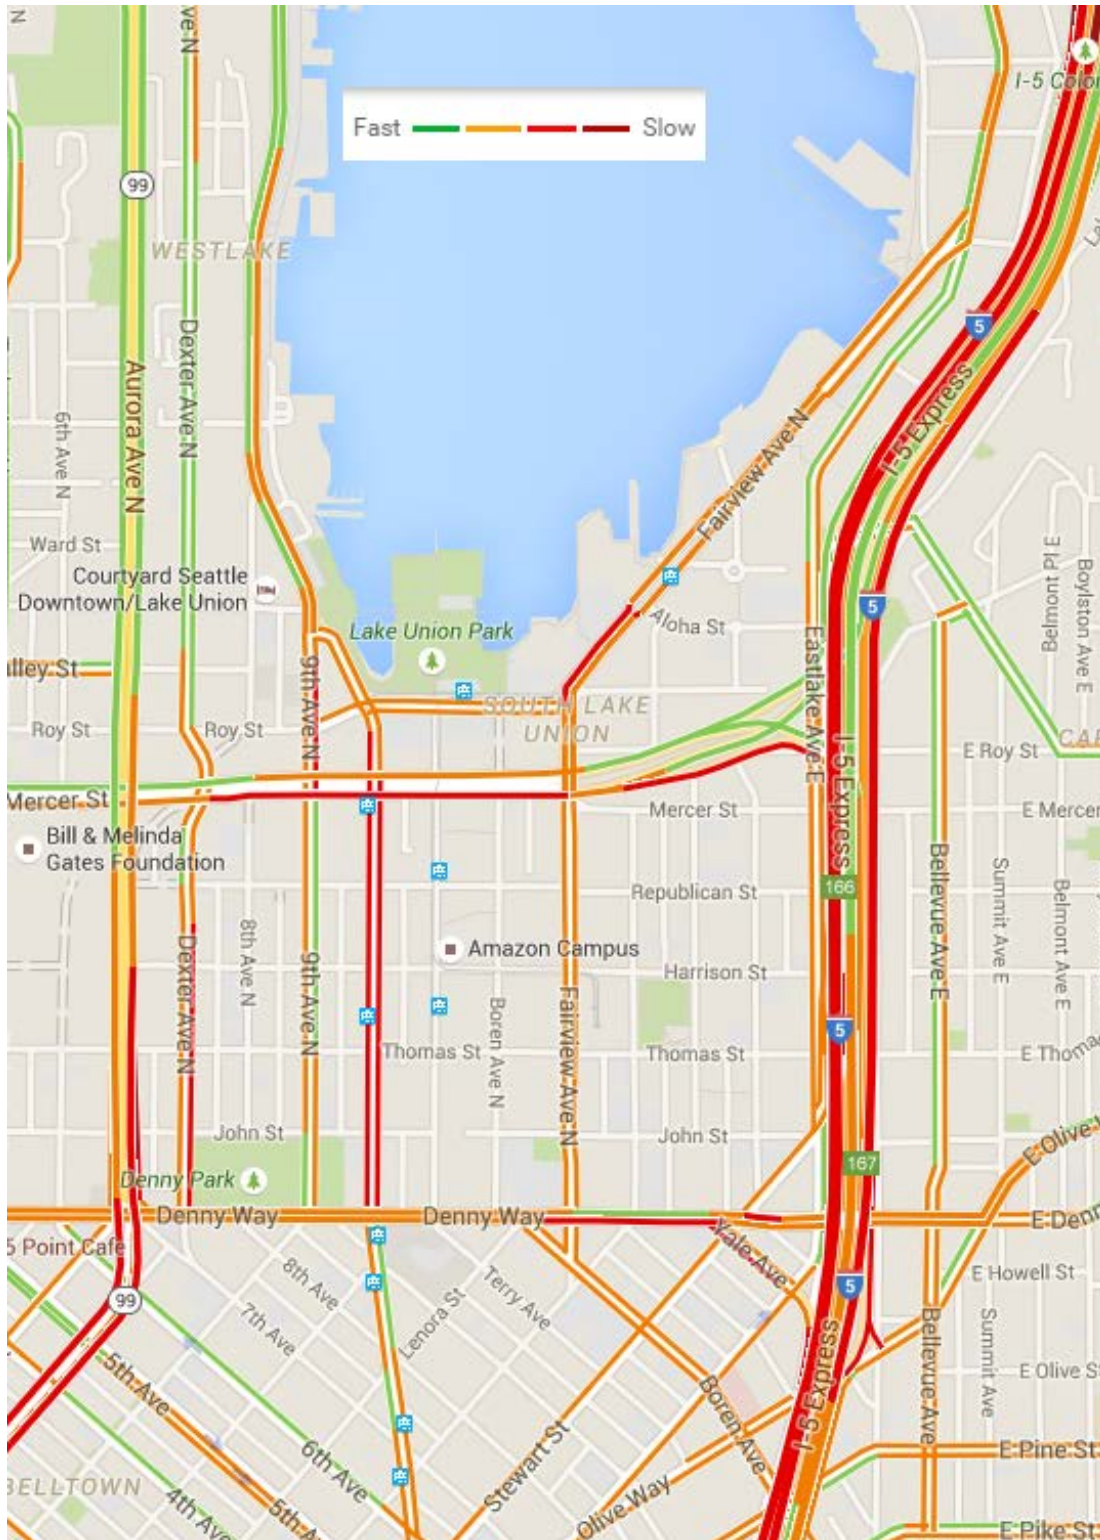 N
ve N
Ave N
I-5 Colon
Fast
Slow
99
WESTLAKE
5
Aurora Ave N
Dexter Ave N
6th Ave N
I-5 Express
Fairview Ave N
Ward St
Courtyard Seattle
Downtown/Lake Union
Belmont Pl E
Boylston Ave E
5
Lake Union Park
Aloha St
Eastlake Ave E
alley St
9th Ave N
SOUTH LAKE
UNION
Roy St
Roy St
I-5 Express
E Roy St
CAP
Mercer St
Mercer St
E Mercer
Bill & Melinda
Gates Foundation
166
Bellevue Ave E
Summit Ave E
Belmont Ave E
Republican St
8th Ave N
Dexter Ave N
9th Ave N
Amazon Campus
Harrison St
Boren Ave N
Fairview Ave N
5
Thomas St
Thomas St
E Thoma
John St
John St
E Olive
167
Denny Park
Denny Way
Denny Way
E Denn
5 Point Cafe
Yale Ave
8th Ave
Terry Ave
E Howell St
99
7th Ave
Lenora St
5
I-5 Express
Bellevue Ave
Summit Ave
5th Ave
E Olive S
Boren Ave
E Pine St
BELLTOWN
6th Ave
Stewart St
4th Ave
5th A
Olive Way
E Pike St